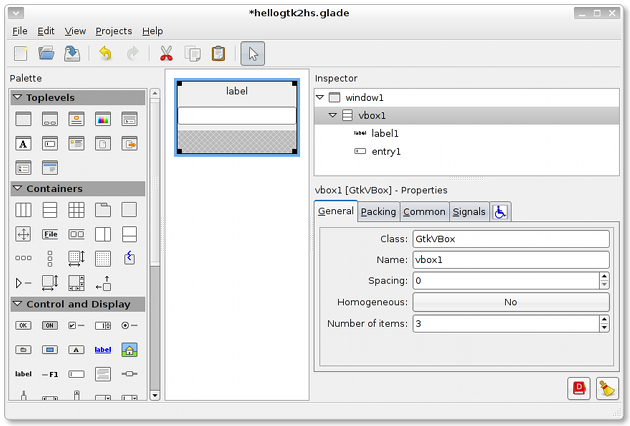 *hellogtk2hs.glade
File Edit View Projects Help
Palette
Toplevels
Containers
File
Control and Display
OK ON
A label
label F1
label
Inspector
window1
vbox1
label label1
entry1
vbox1 [GtkVBox] - Properties
General Packing Common Signals
Class: GtkVBox
Name: vbox1
Spacing: 0
Homogeneous: No
Number of items: 3